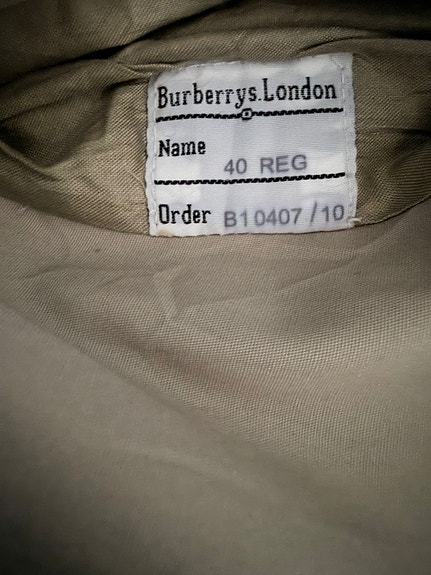 Burberrys.London
Name 40 REG
Order B10407/10